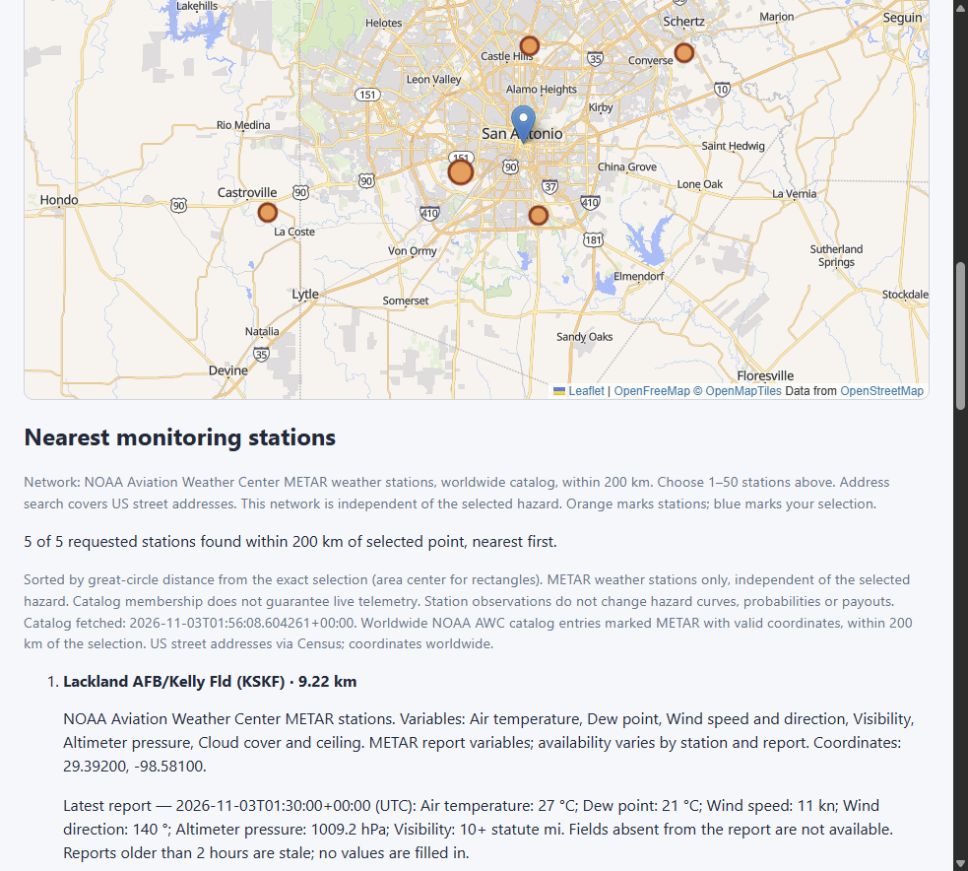 Lakehills
Helotes
Schertz
Marion
Seguin
Castle Hills
35
Converse
Leon Valley
Alamo Heights
10
151
Kirby
Rio Medina
San Antonio
Saint Hedwig
151
90
China Grove
90
37
Lone Oak
Castroville
90
La Vernia
Hondo
90
410
410
La Coste
181
Von Ormy
Sutherland
Springs
Elmendorf
Lytle
Somerset
Stockdale
Natalia
Sandy Oaks
35
Devine
Floresville
Leaflet | OpenFreeMap © OpenMapTiles Data from OpenStreetMap
Nearest monitoring stations
Network: NOAA Aviation Weather Center METAR weather stations, worldwide catalog, within 200 km. Choose 1–50 stations above. Address
search covers US street addresses. This network is independent of the selected hazard. Orange marks stations; blue marks your selection.
5 of 5 requested stations found within 200 km of selected point, nearest first.
Sorted by great-circle distance from the exact selection (area center for rectangles). METAR weather stations only, independent of the selected
hazard. Catalog membership does not guarantee live telemetry. Station observations do not change hazard curves, probabilities or payouts.
Catalog fetched: 2026-11-03T01:56:08.604261+00:00. Worldwide NOAA AWC catalog entries marked METAR with valid coordinates, within 200
km of the selection. US street addresses via Census; coordinates worldwide.
1. Lackland AFB/Kelly Fld (KSKF) · 9.22 km
NOAA Aviation Weather Center METAR stations. Variables: Air temperature, Dew point, Wind speed and direction, Visibility,
Altimeter pressure, Cloud cover and ceiling. METAR report variables; availability varies by station and report. Coordinates:
29.39200, -98.58100.
Latest report — 2026-11-03T01:30:00+00:00 (UTC): Air temperature: 27 °C; Dew point: 21 °C; Wind speed: 11 kn; Wind
direction: 140 °; Altimeter pressure: 1009.2 hPa; Visibility: 10+ statute mi. Fields absent from the report are not available.
Reports older than 2 hours are stale; no values are filled in.